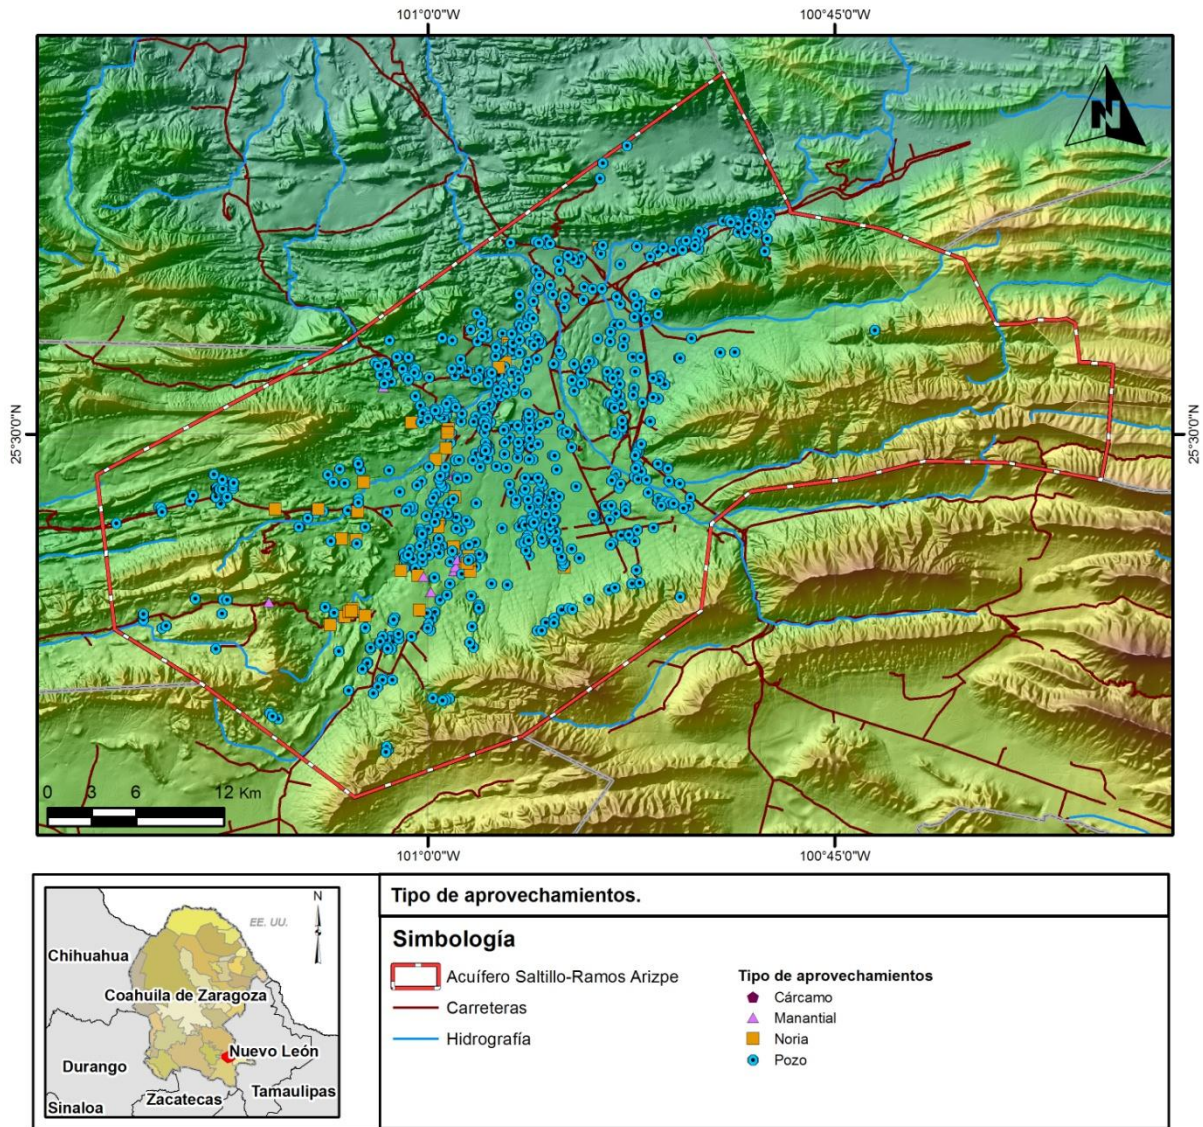 101°0'0"W
100°45'0"W
N
25°30'0"N
25°30'0"N
0 3 6 12 Km
101°0'0"W
100°45'0"W
N
EE. UU.
Chihuahua
Coahuila de Zaragoza
Nuevo León
Durango
Tamaulipas
Zacatecas
Sinaloa
Tipo de aprovechamientos.
Simbología
Acuífero Saltillo-Ramos Arizpe
Carreteras
Hidrografía
Tipo de aprovechamientos
Cárcamo
Manantial
Noria
Pozo